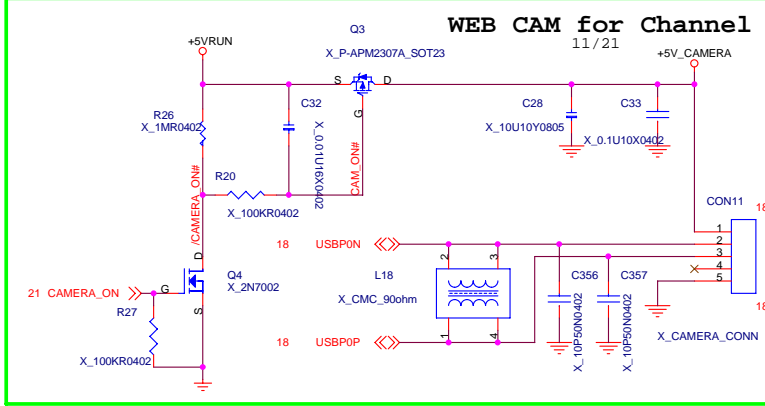 WEB CAM for Channel
11/21
Q3
+5VRUN
X_P-APM2307A_SOT23
+5V_CAMERA
S
D
G
R26
X_1MR0402
C32
X_0.01U16X0402
C28
X_10U10Y0805
C33
X_0.1U10X0402
/CAMERA_ON#
R20
X_100KR0402
CAM_ON#
CON11
18
1
2
3
4
5
18 USBP0N
D
Q4
X_2N7002
21 CAMERA_ON
G
S
R27
X_100KR0402
2
3
L18
X_CMC_90ohm
1
4
C356
X_10P50N0402
C357
X_10P50N0402
18
18 USBP0P
X_CAMERA_CONN